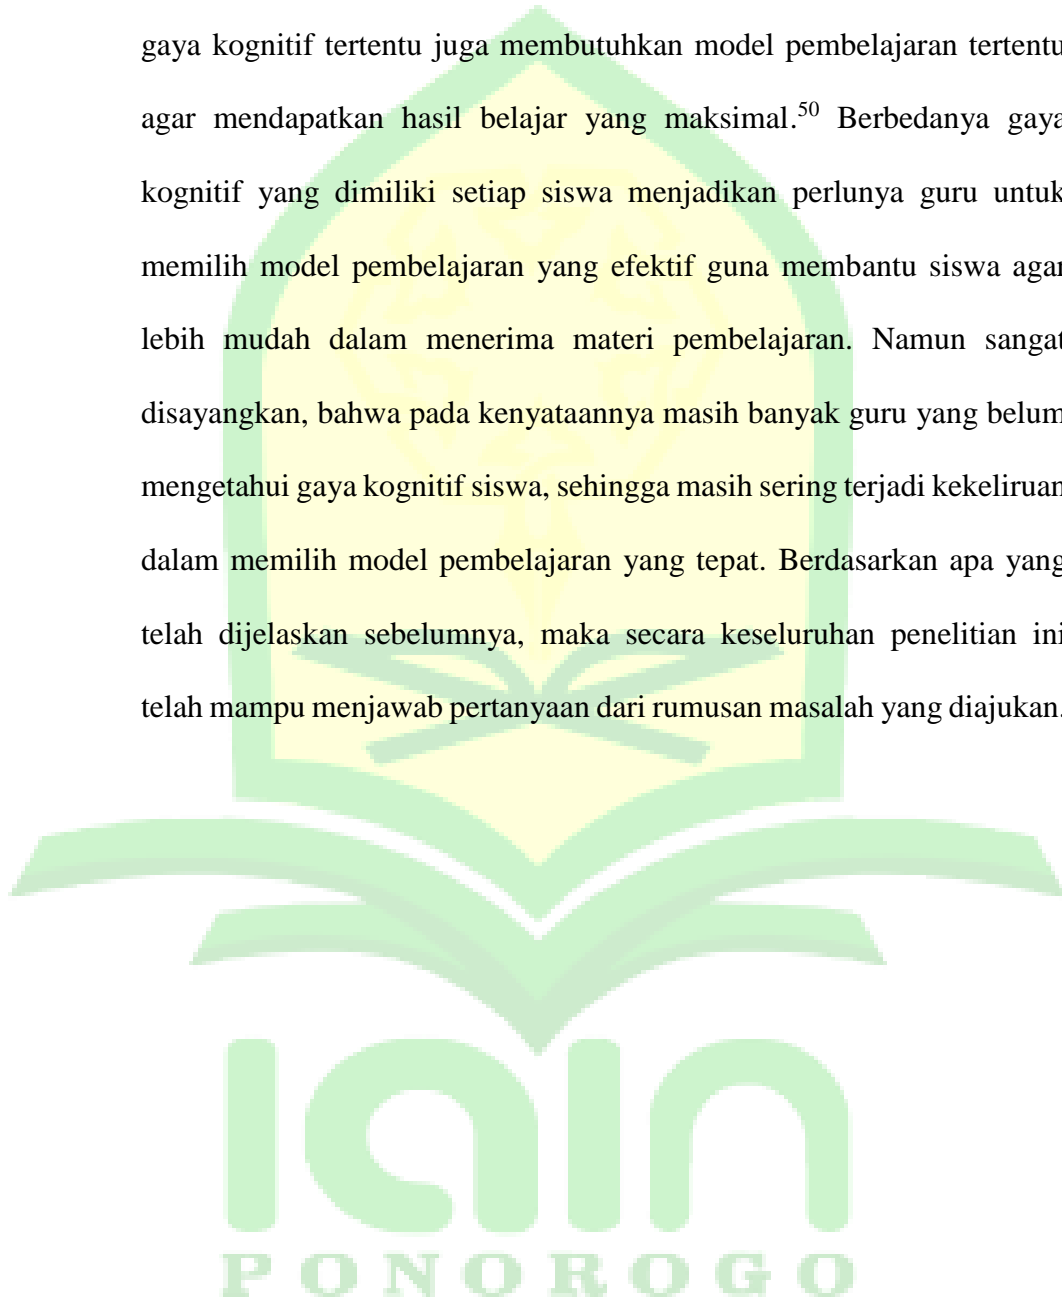 gaya kognitif tertentu juga membutuhkan model pembelajaran tertentu
agar mendapatkan hasil belajar yang maksimal.50 Berbedanya gaya
kognitif yang dimiliki setiap siswa menjadikan perlunya guru untuk
memilih model pembelajaran yang efektif guna membantu siswa agar
lebih mudah dalam menerima materi pembelajaran. Namun sangat
disayangkan, bahwa pada kenyataannya masih banyak guru yang belum
mengetahui gaya kognitif siswa, sehingga masih sering terjadi kekeliruan
dalam memilih model pembelajaran yang tepat. Berdasarkan apa yang
telah dijelaskan sebelumnya, maka secara keseluruhan penelitian ini
telah mampu menjawab pertanyaan dari rumusan masalah yang diajukan.
IAIN
PONOROGO